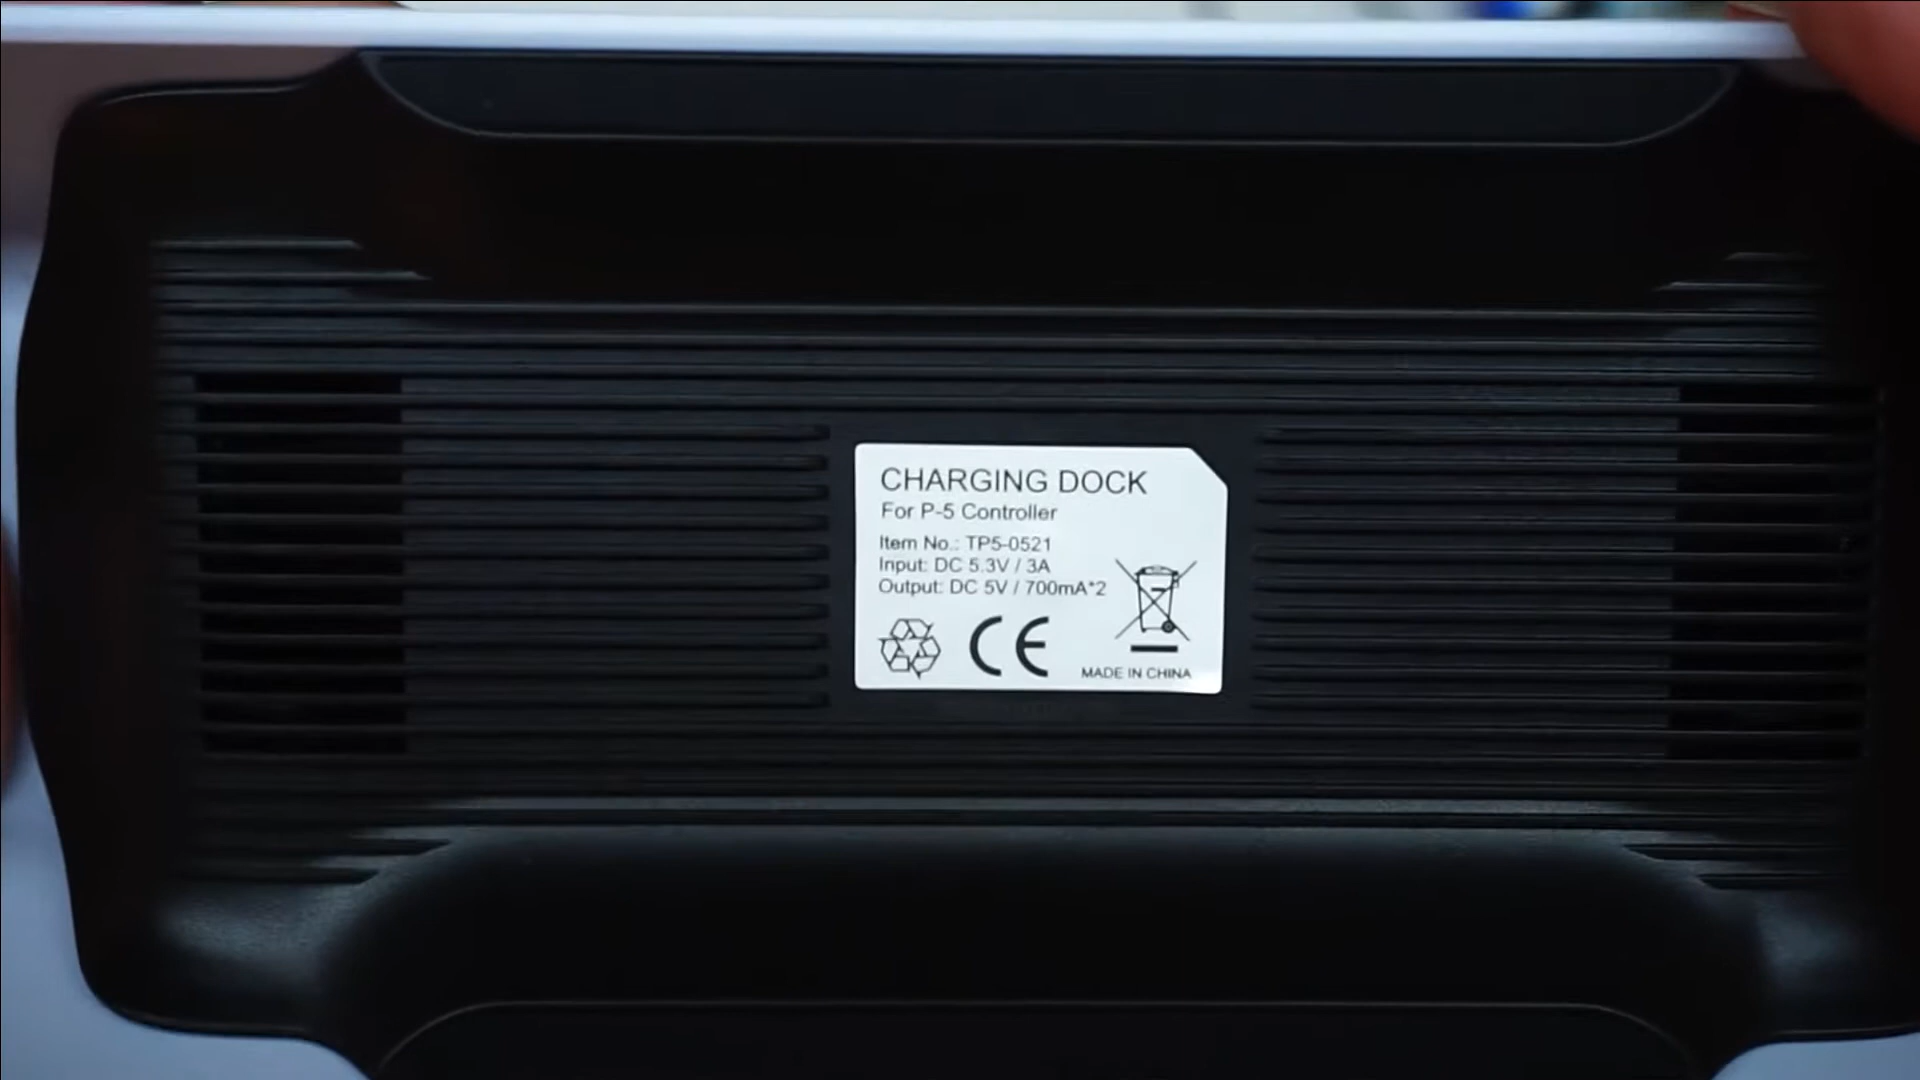 CHARGING DOCK
For P-5 Controller
Item No.: TP5-0521
Input: DC 5.3V / 3A
Output: DC 5V / 700mA*2
CE
MADE IN CHINA